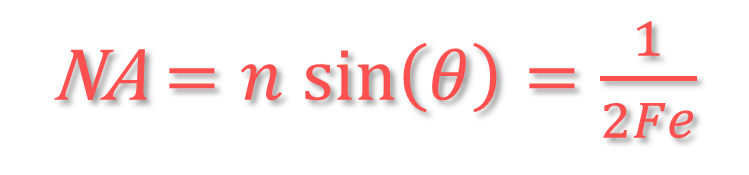 NA = n sin(θ) = 1/2Fe